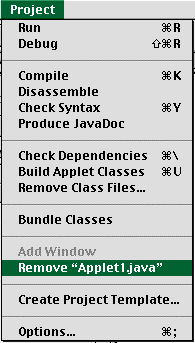 Project
Run ⌘R
Debug ⇧⌘R
Compile ⌘K
Disassemble
Check Syntax ⌘Y
Produce JavaDoc
Check Dependencies ⌘\
Build Applet Classes ⌘U
Remove Class Files...
Bundle Classes
Add Window
Remove “Applet1.java”
Create Project Template...
Options... ⌘;